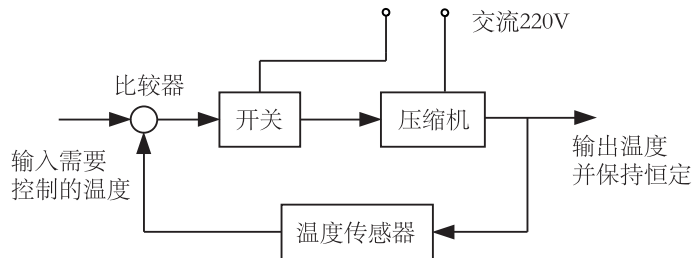 交流220V
比较器
开关
压缩机
输入需要
控制的温度
输出温度
并保持恒定
温度传感器